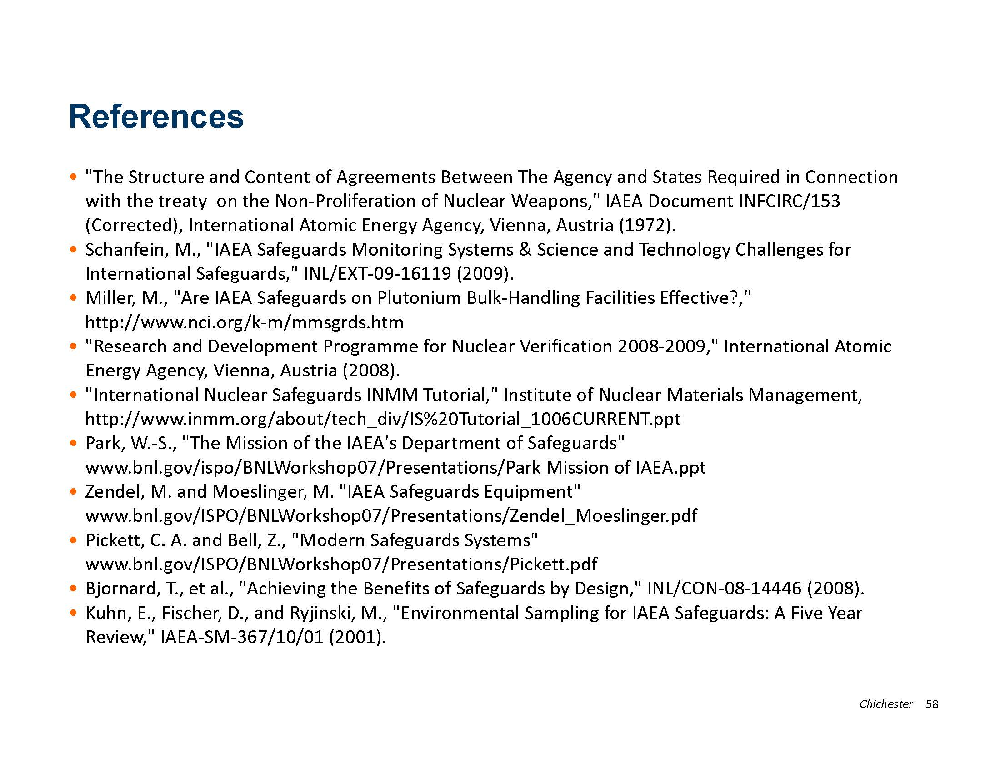 References
• "The Structure and Content of Agreements Between The Agency and States Required in Connection
with the treaty  on the Non-Proliferation of Nuclear Weapons," IAEA Document INFCIRC/153
(Corrected), International Atomic Energy Agency, Vienna, Austria (1972).
• Schanfein, M., "IAEA Safeguards Monitoring Systems & Science and Technology Challenges for
International Safeguards," INL/EXT-09-16119 (2009).
• Miller, M., "Are IAEA Safeguards on Plutonium Bulk-Handling Facilities Effective?,"
http://www.nci.org/k-m/mmsgrds.htm
• "Research and Development Programme for Nuclear Verification 2008-2009," International Atomic
Energy Agency, Vienna, Austria (2008).
• "International Nuclear Safeguards INMM Tutorial," Institute of Nuclear Materials Management,
http://www.inmm.org/about/tech_div/IS%20Tutorial_1006CURRENT.ppt
• Park, W.-S., "The Mission of the IAEA's Department of Safeguards"
www.bnl.gov/ispo/BNLWorkshop07/Presentations/Park Mission of IAEA.ppt
• Zendel, M. and Moeslinger, M. "IAEA Safeguards Equipment"
www.bnl.gov/ISPO/BNLWorkshop07/Presentations/Zendel_Moeslinger.pdf
• Pickett, C. A. and Bell, Z., "Modern Safeguards Systems"
www.bnl.gov/ISPO/BNLWorkshop07/Presentations/Pickett.pdf
• Bjornard, T., et al., "Achieving the Benefits of Safeguards by Design," INL/CON-08-14446 (2008).
• Kuhn, E., Fischer, D., and Ryjinski, M., "Environmental Sampling for IAEA Safeguards: A Five Year
Review," IAEA-SM-367/10/01 (2001).
Chichester 58